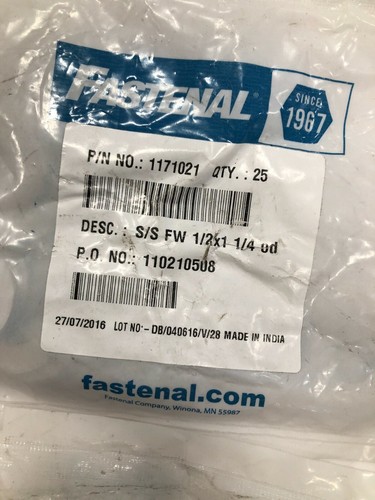 FASTENAL
SINCE
1967
P/N NO.: 1171021 QTY. : 25
DESC. : S/S FW 1/2x1 1/4 od
P.O. NO.: 110210508
27/07/2016 LOT NO:- DB/040616/V/28 MADE IN INDIA
fastenal.com
Fastenal Company, Winona, MN 55987